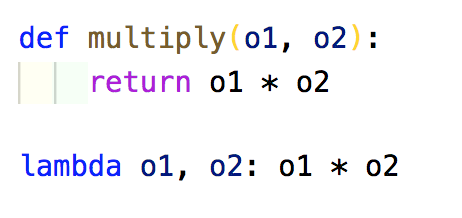 def multiply(o1, o2):
    return o1 * o2
lambda o1, o2: o1 * o2